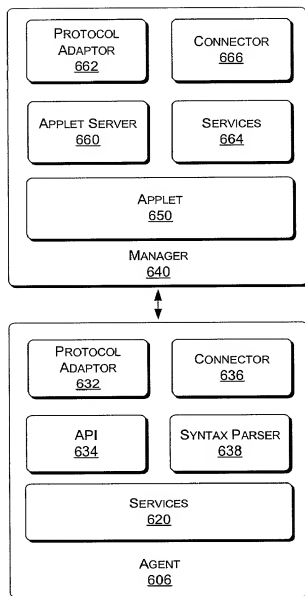 PROTOCOL
ADAPTOR
662
CONNECTOR
666
APPLET SERVER
660
SERVICES
664
APPLET
650
MANAGER
640
PROTOCOL
ADAPTOR
632
CONNECTOR
636
API
634
SYNTAX PARSER
638
SERVICES
620
AGENT
606